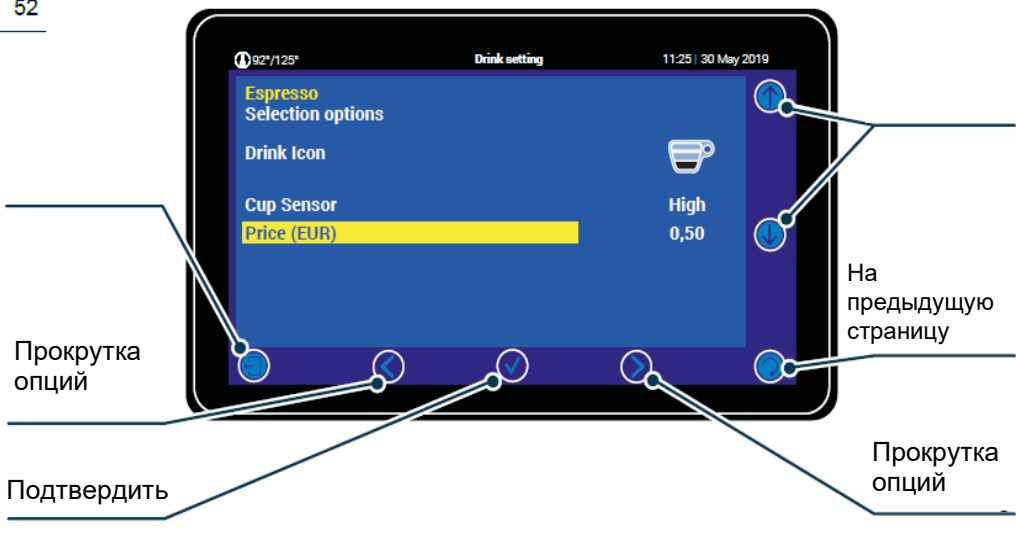 52
92°/125°
Drink setting
11:25 | 30 May 2019
Espresso
Selection options
Drink Icon
Cup Sensor
High
Price (EUR)
0,50
На
предыдущую
страницу
Прокрутка
опций
Прокрутка
опций
Подтвердить